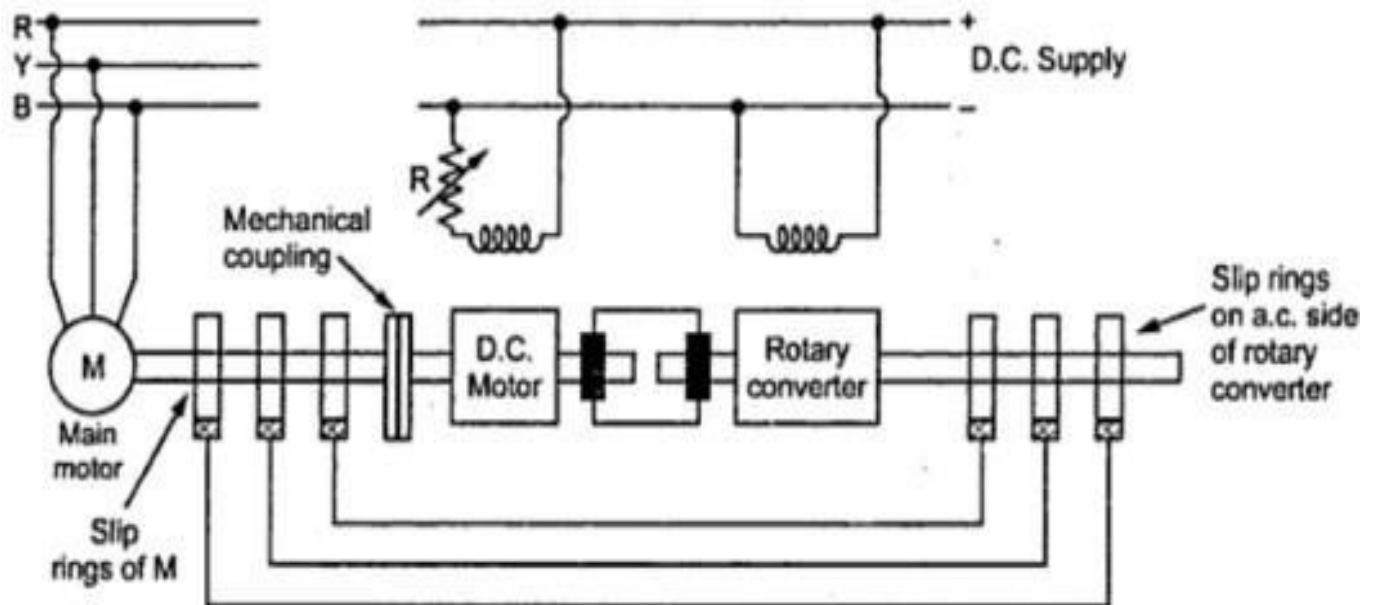 R
Y
B
+
D.C. Supply
−
R
Mechanical
coupling
Slip rings
on a.c. side
of rotary
converter
M
D.C.
Motor
Rotary
converter
Main
motor
Slip
rings of M